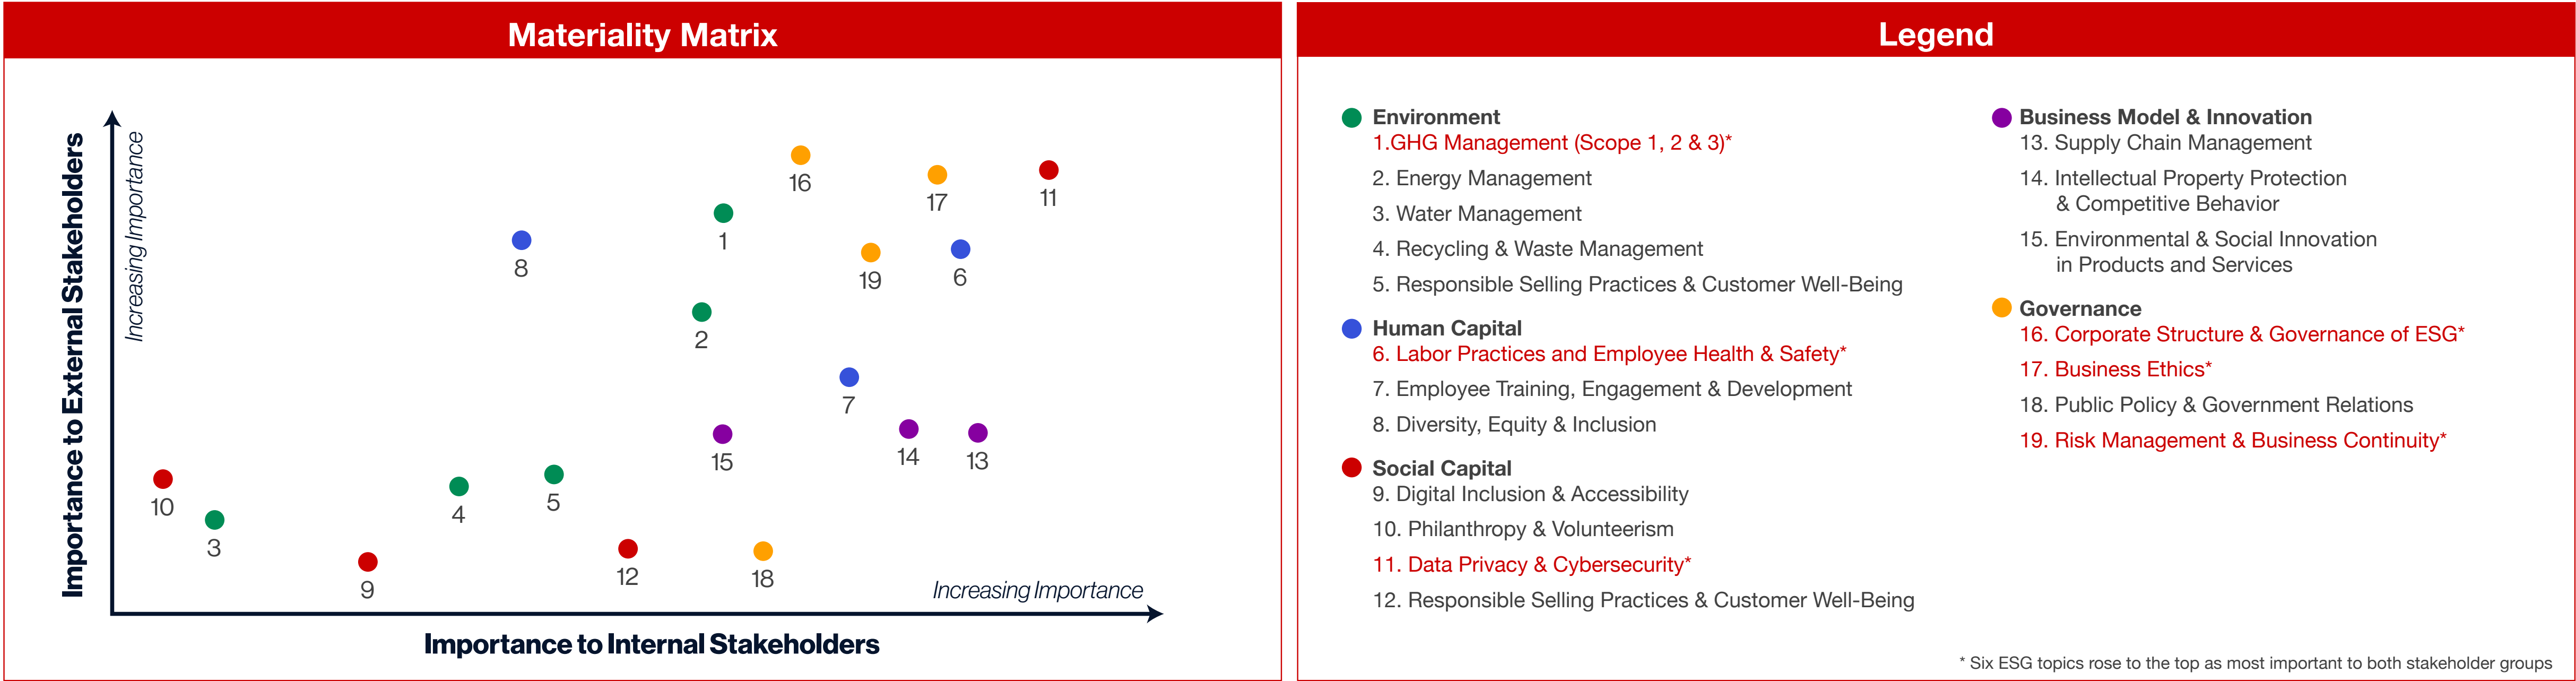 Materiality Matrix
Importance to External Stakeholders
Increasing Importance
16
17
11
1
8
19
6
2
7
15
14
13
10
4
5
3
9
12
18
Increasing Importance
Importance to Internal Stakeholders
Legend
Environment
1.GHG Management (Scope 1, 2 & 3)*
2. Energy Management
3. Water Management
4. Recycling & Waste Management
5. Responsible Selling Practices & Customer Well-Being
Human Capital
6. Labor Practices and Employee Health & Safety*
7. Employee Training, Engagement & Development
8. Diversity, Equity & Inclusion
Social Capital
9. Digital Inclusion & Accessibility
10. Philanthropy & Volunteerism
11. Data Privacy & Cybersecurity*
12. Responsible Selling Practices & Customer Well-Being
Business Model & Innovation
13. Supply Chain Management
14. Intellectual Property Protection
& Competitive Behavior
15. Environmental & Social Innovation
in Products and Services
Governance
16. Corporate Structure & Governance of ESG*
17. Business Ethics*
18. Public Policy & Government Relations
19. Risk Management & Business Continuity*
* Six ESG topics rose to the top as most important to both stakeholder groups